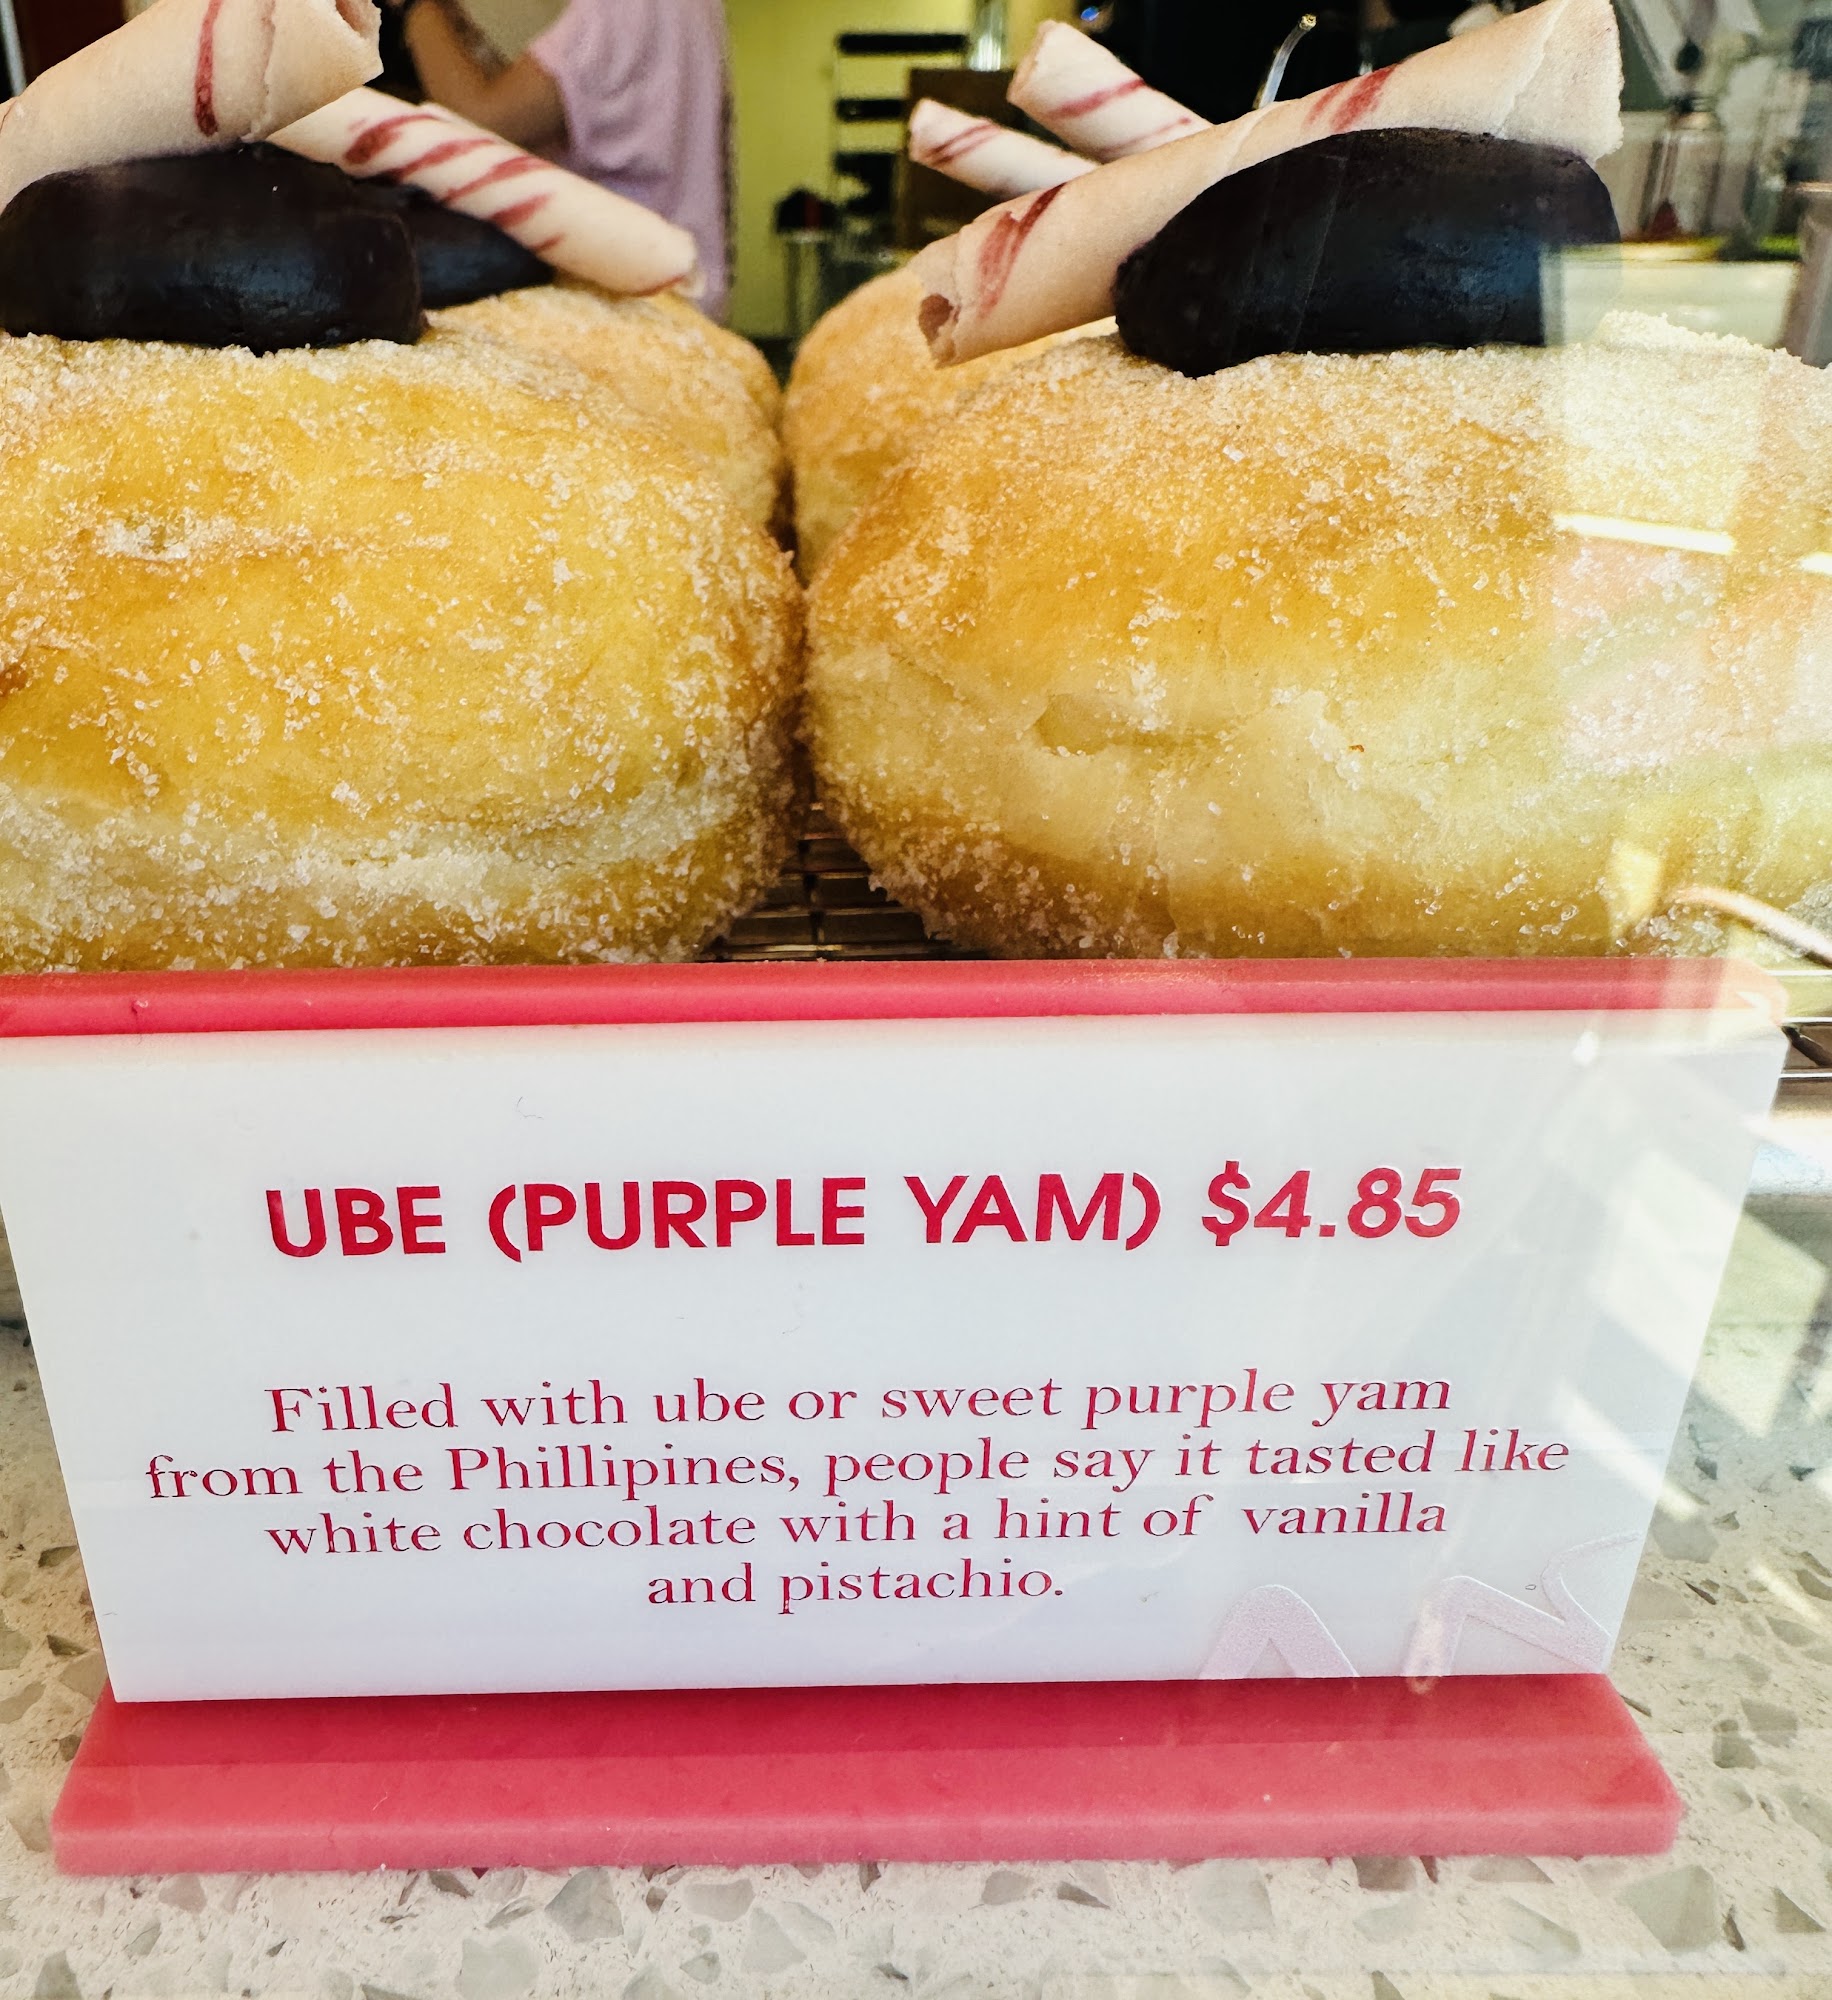 UBE (PURPLE YAM) $4.85
Filled with ube or sweet purple yam
from the Phillipines, people say it tasted like
white chocolate with a hint of vanilla
and pistachio.